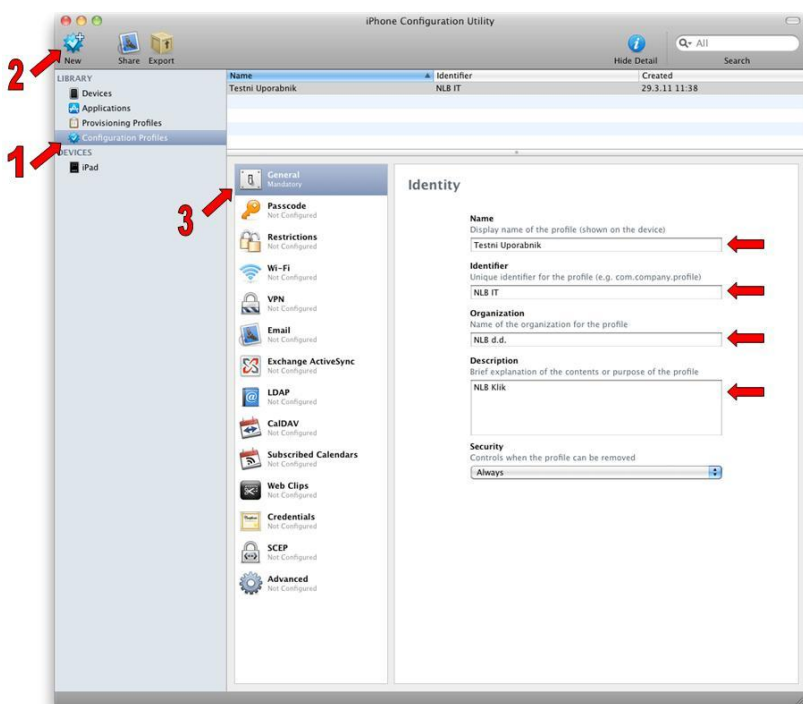 iPhone Configuration Utility
2
New
Share
Export
Hide Detail
All
Search
LIBRARY
Devices
Applications
Provisioning Profiles
Configuration Profiles
1
DEVICES
iPad
Name
Identifier
Created
Testni Uporabnik
NLB IT
29.3.11 11:38
3
General
Mandatory
Passcode
Not Configured
Restrictions
Not Configured
Wi-Fi
Not Configured
VPN
Not Configured
Email
Not Configured
Exchange ActiveSync
Not Configured
LDAP
Not Configured
CalDAV
Not Configured
Subscribed Calendars
Not Configured
Web Clips
Not Configured
Credentials
Not Configured
SCEP
Not Configured
Advanced
Not Configured
Identity
Name
Display name of the profile (shown on the device)
Testni Uporabnik
Identifier
Unique identifier for the profile (e.g. com.company.profile)
NLB IT
Organization
Name of the organization for the profile
NLB d.d.
Description
Brief explanation of the contents or purpose of the profile
NLB Klik
Security
Controls when the profile can be removed
Always